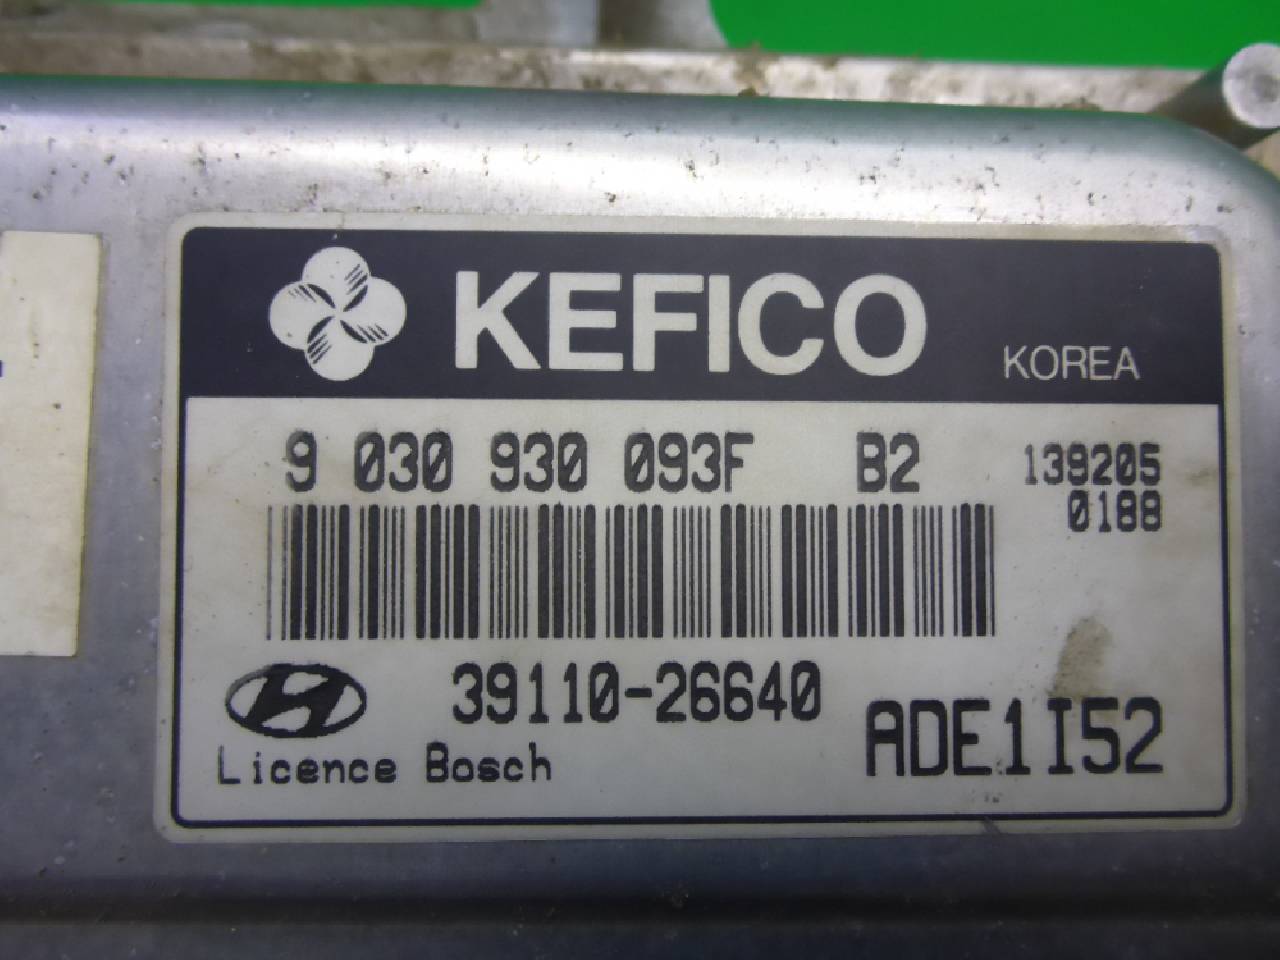 KEFICO KOREA
9 030 930 093F B2 139205
0188
39110-26640
ADE1I52
Licence Bosch